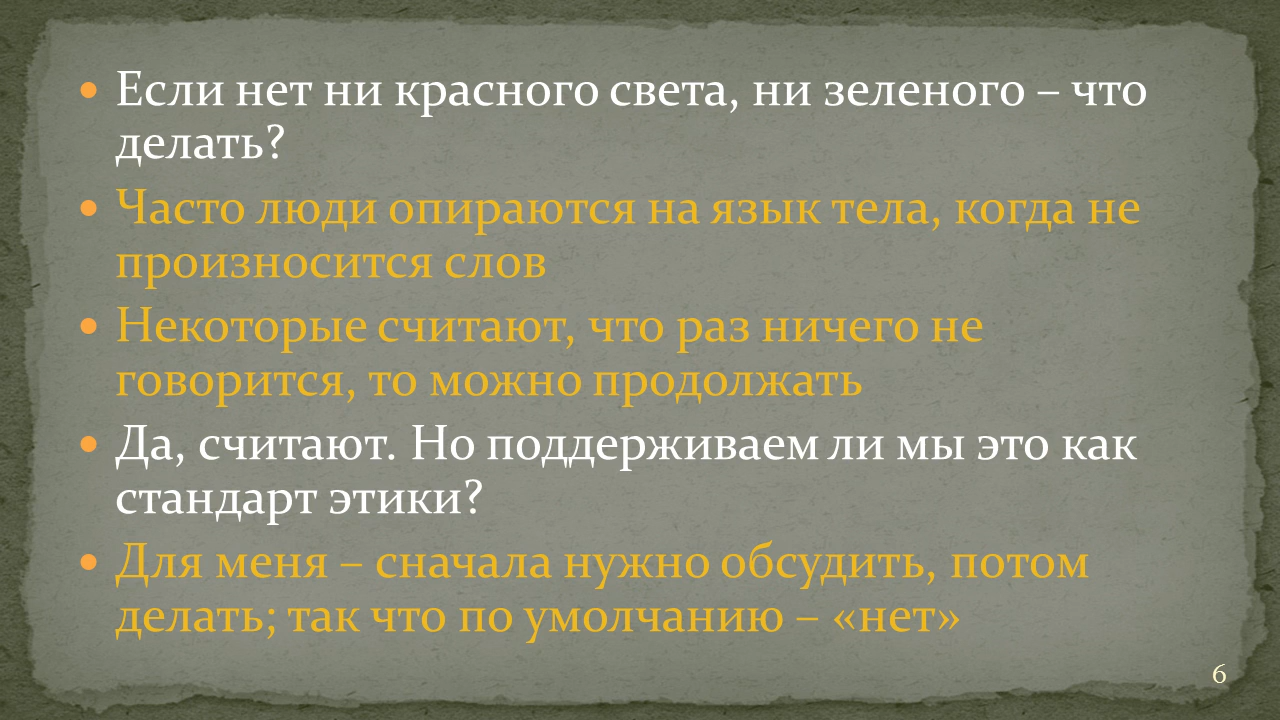 • Если нет ни красного света, ни зеленого – что
делать?
• Часто люди опираются на язык тела, когда не
произносится слов
• Некоторые считают, что раз ничего не
говорится, то можно продолжать
• Да, считают. Но поддерживаем ли мы это как
стандарт этики?
• Для меня – сначала нужно обсудить, потом
делать; так что по умолчанию – «нет»
6